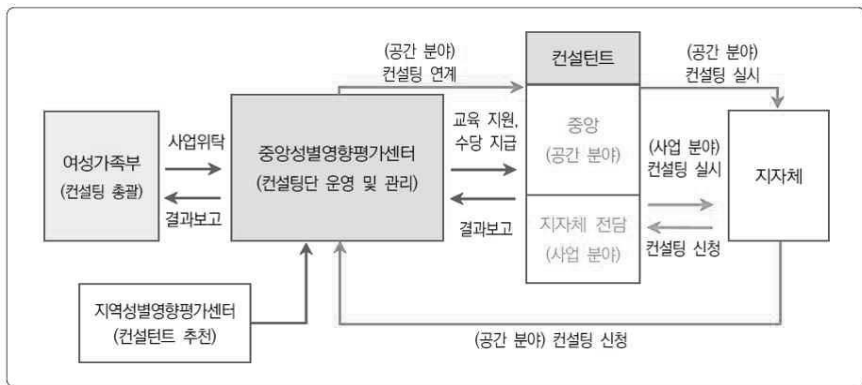 (공간 분야)
컨설팅 연계
컨설턴트
(공간 분야)
컨설팅 실시
여성가족부
(컨설팅 총괄)
사업위탁
결과보고
중앙성별영향평가센터
(컨설팅단 운영 및 관리)
교육 지원,
수당 지급
결과보고
중앙
(공간 분야)
지자체 전담
(사업 분야)
(사업 분야)
컨설팅 실시
컨설팅 신청
지자체
지역성별영향평가센터
(컨설턴트 추천)
(공간 분야) 컨설팅 신청